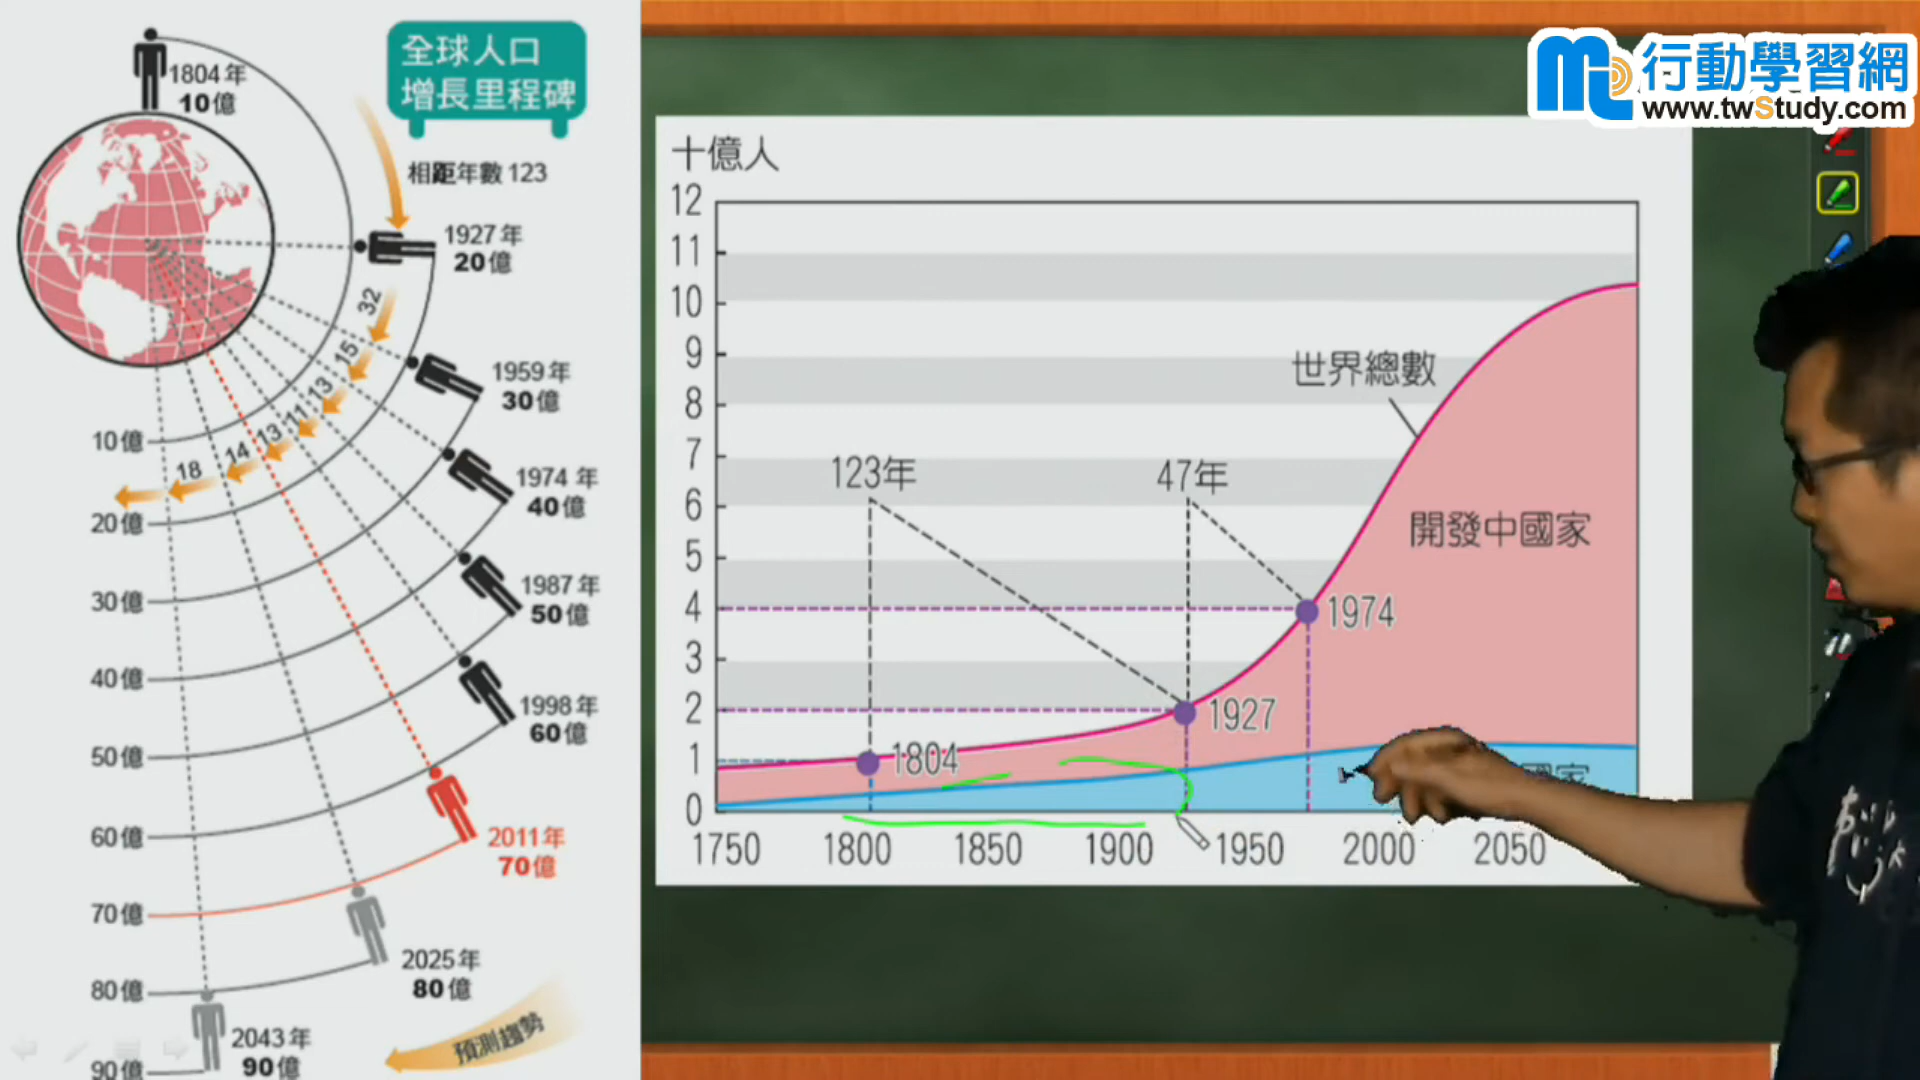 全球人口
增長里程碑
1804年
10億
相距年數 123
1927年
20億
32
15
13
11
13
14
18
1959年
30億
1974年
40億
1987年
50億
1998年
60億
2011年
70億
2025年
80億
2043年
90億
10億
20億
30億
40億
50億
60億
70億
80億
90億
預測趨勢
行動學習網
www.twStudy.com
十億人
12
11
10
9
8
7
6
5
4
3
2
1
0
世界總數
123年
47年
開發中國家
1974
1927
1804
國家
1750
1800
1850
1900
1950
2000
2050